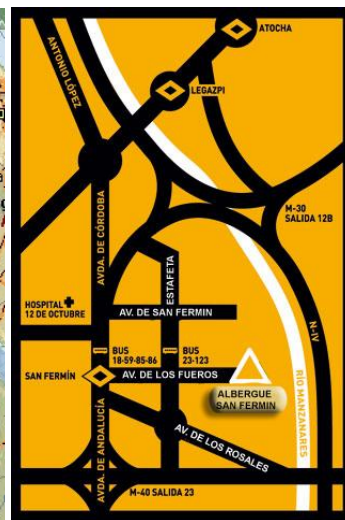 ATOCHA
ANTONIO LÓPEZ
LEGAZPI
M-30
SALIDA 12B
AVDA. DE CÓRDOBA
ESTAFETA
HOSPITAL
12 DE OCTUBRE
AV. DE SAN FERMIN
N-IV
BUS
18-59-85-86
BUS
23-123
SAN FERMÍN
AV. DE LOS FUEROS
ALBERGUE
SAN FERMIN
RÍO MANZANARES
AVDA. DE ANDALUCÍA
AV. DE LOS ROSALES
M-40 SALIDA 23